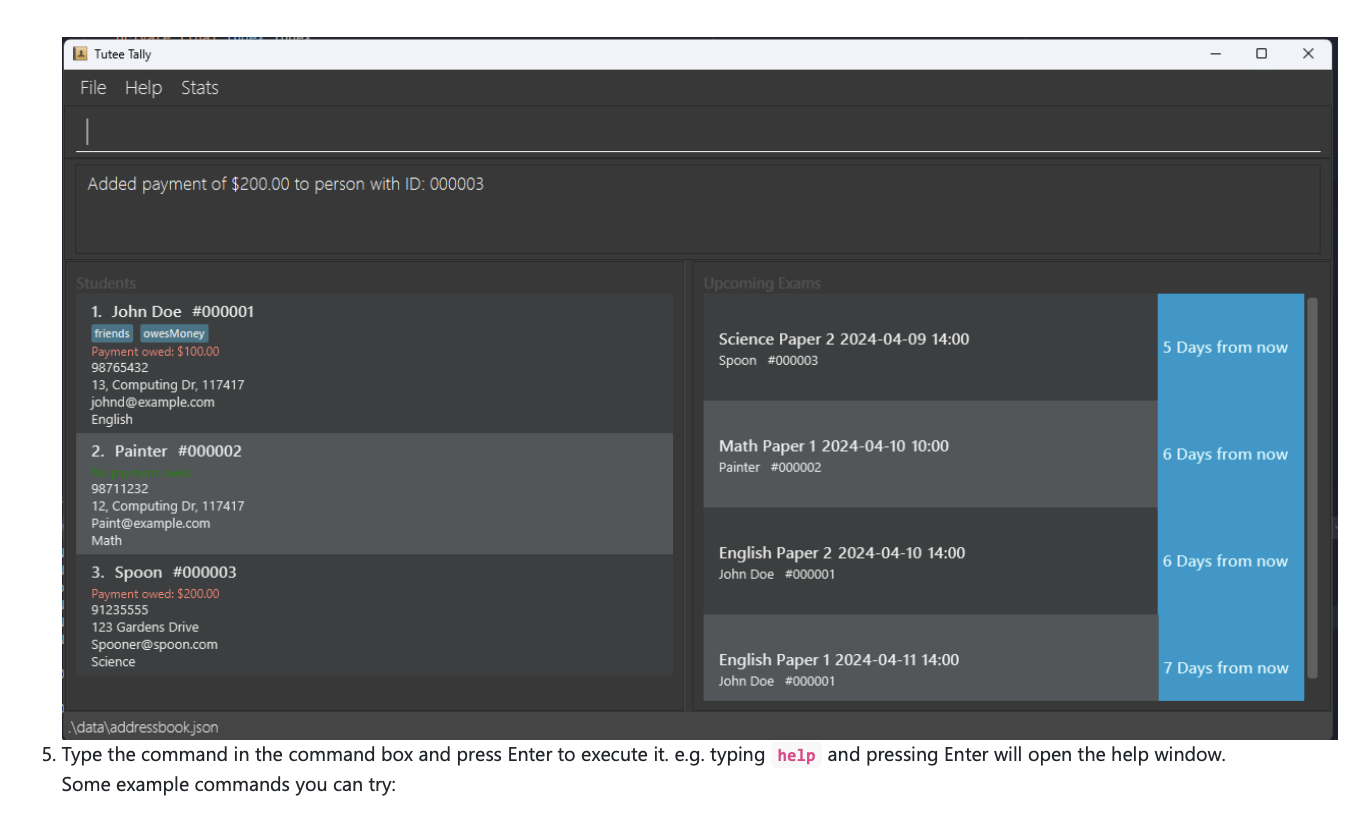 Tutee Tally
File Help Stats
Added payment of $200.00 to person with ID: 000003
Students
1. John Doe #000001
friends owesMoney
Payment owed: $100.00
98765432
13, Computing Dr, 117417
johnd@example.com
English
2. Painter #000002
98711232
12, Computing Dr, 117417
Paint@example.com
Math
3. Spoon #000003
Payment owed: $200.00
91235555
123 Gardens Drive
Spooner@spoon.com
Science
Upcoming Exams
Science Paper 2 2024-04-09 14:00
Spoon #000003
5 Days from now
Math Paper 1 2024-04-10 10:00
Painter #000002
6 Days from now
English Paper 2 2024-04-10 14:00
John Doe #000001
6 Days from now
English Paper 1 2024-04-11 14:00
John Doe #000001
7 Days from now
.\data\addressbook.json
5. Type the command in the command box and press Enter to execute it. e.g. typing help and pressing Enter will open the help window.
Some example commands you can try: